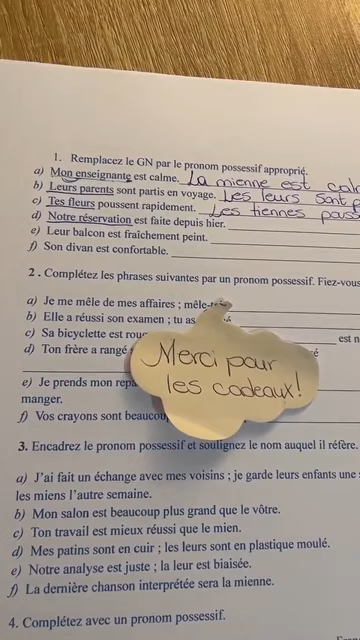 1. Remplacez le GN par le pronom possessif approprié.
a) Mon enseignante est calme. La mienne est
b) Leurs parents sont partis en voyage. Les leurs sont
c) Tes fleurs poussent rapidement. Les tiennes
d) Notre réservation est faite depuis hier.
e) Leur balcon est fraîchement peint.
f) Son divan est confortable.
2. Complétez les phrases suivantes par un pronom possessif. Fiez-vous
a) Je me mêle de mes affaires ; mêle-
b) Elle a réussi son examen ; tu as
c) Sa bicyclette est est
d) Ton frère a rangé
Merci pour
les cadeaux!
e) Je prends mon
manger.
f) Vos crayons sont
3. Encadrez le pronom possessif et soulignez le nom auquel il réfère.
a) J'ai fait un échange avec mes voisins ; je garde leurs enfants une
les miens l'autre semaine.
b) Mon salon est beaucoup plus grand que le vôtre.
c) Ton travail est mieux réussi que le mien.
d) Mes patins sont en cuir ; les leurs sont en plastique moulé.
e) Notre analyse est juste ; la leur est biaisée.
f) La dernière chanson interprétée sera la mienne.
4. Complétez avec un pronom possessif.